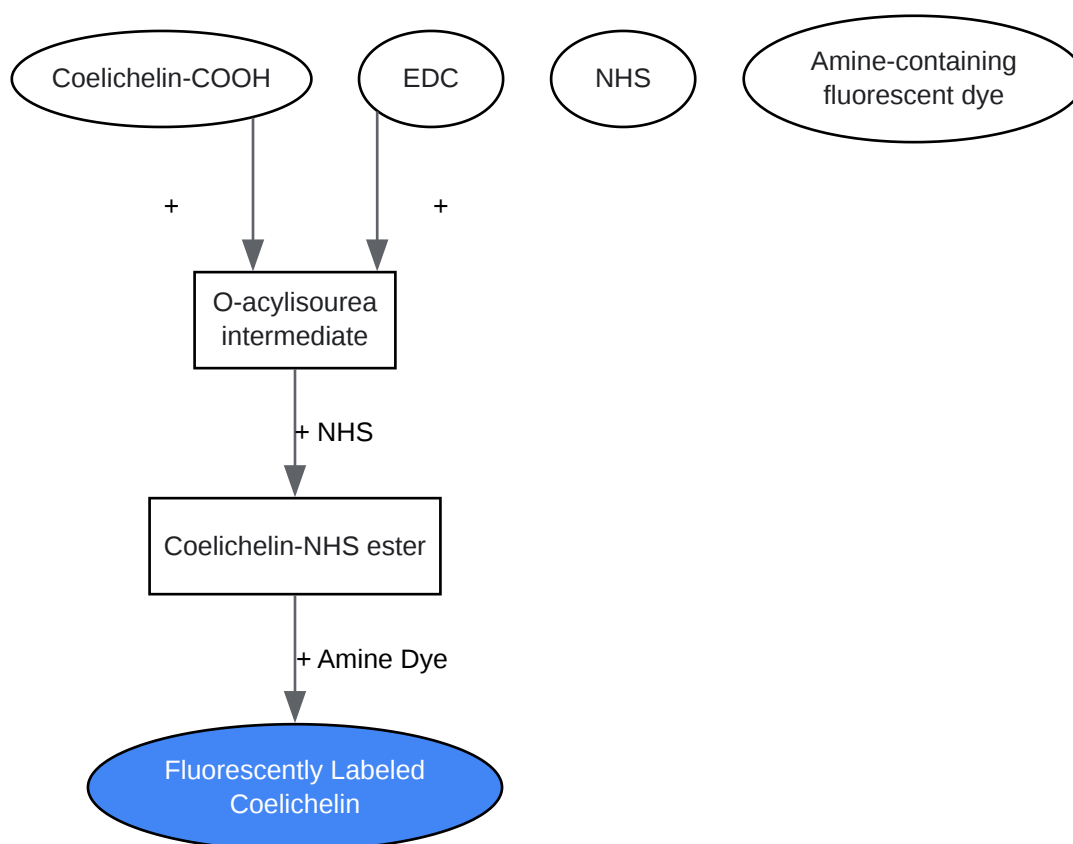 Coelichelin-COOH
EDC
NHS
Amine-containing
fluorescent dye
+
+
O-acylisourea
intermediate
+ NHS
Coelichelin-NHS ester
+ Amine Dye
Fluorescently Labeled
Coelichelin